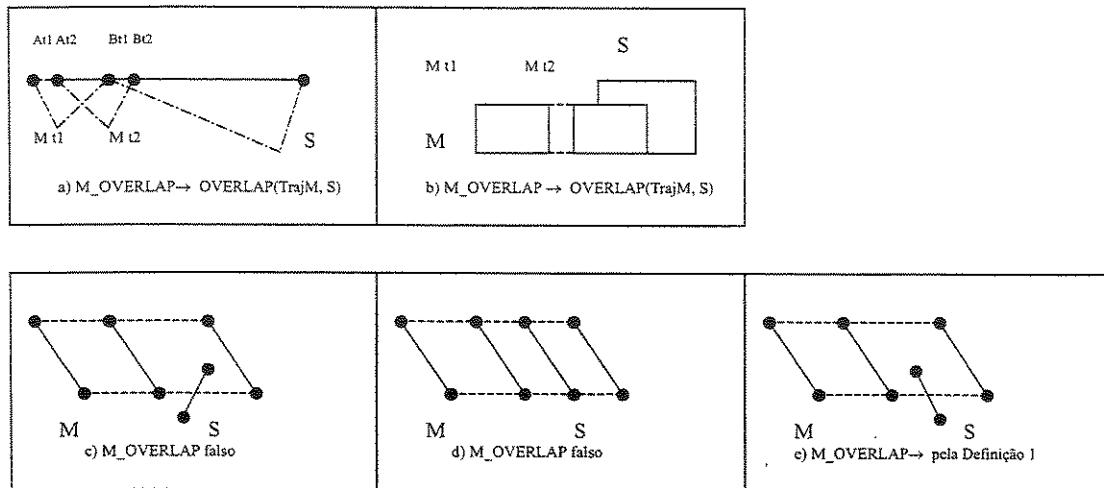 At1 At2 Bt1 Bt2
M t1 M t2 S
a) M_OVERLAP→ OVERLAP(TrajM, S)
S
M t1 M t2
M
b) M_OVERLAP → OVERLAP(TrajM, S)
M S
c) M_OVERLAP falso
M S
d) M_OVERLAP falso
M S
e) M_OVERLAP→ pela Definição 1